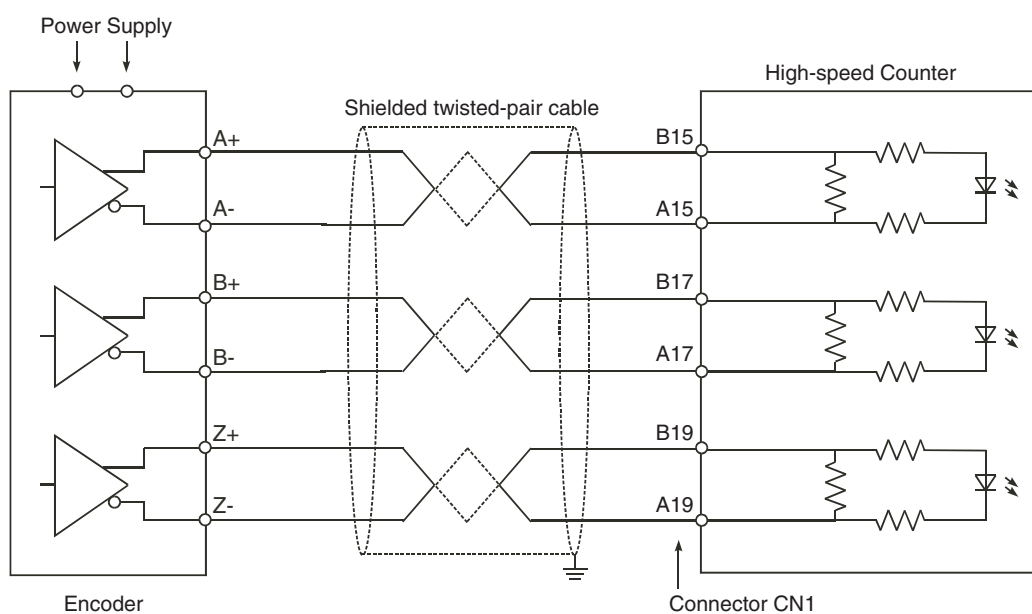 Power Supply
High-speed Counter
Shielded twisted-pair cable
A+
B15
A-
A15
B+
B17
B-
A17
Z+
B19
Z-
A19
Encoder
Connector CN1